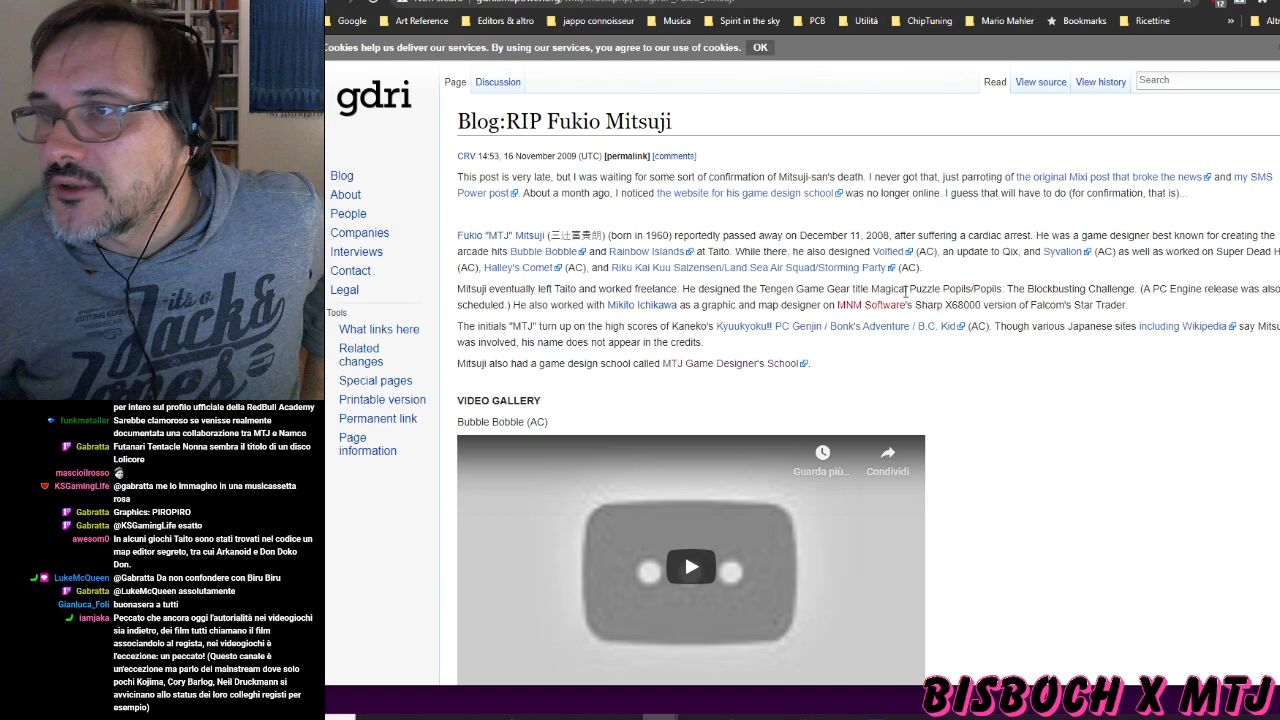 12
Bookmark
Cookies help us deliver our services. By using our services, you agree to our use of cookies. OK
gdri
Page Discussion Read View source View history Search
Blog:RIP Fukio Mitsuji
CRV 14:53, 16 November 2009 (UTC) [permalink] [comments]
This post is very late, but I was waiting for some sort of confirmation of Mitsuji-san's death. I never got that, just parroting of the original Mixi post that broke the news and my SMS
Power post. About a month ago, I noticed the website for his game design school was no longer online. I guess that will have to do (for confirmation, that is)...
Fukio "MTJ" Mitsuji (三辻富貴朗) (born in 1960) reportedly passed away on December 11, 2008, after suffering a cardiac arrest. He was a game designer best known for creating the
arcade hits Bubble Bobble and Rainbow Islands at Taito. While there, he also designed Volfied (AC), an update to Qix, and Syvalion (AC) as well as worked on Super Dead H
(AC), Halley's Comet (AC), and Riku Kai Kuu Saizensen/Land Sea Air Squad/Storming Party (AC).
Mitsuji eventually left Taito and worked freelance. He designed the Tengen Game Gear title Magical Puzzle Popils/Popils: The Blockbusting Challenge. (A PC Engine release was also
scheduled.) He also worked with Mikito Ichikawa as a graphic and map designer on MNM Software's Sharp X68000 version of Falcom's Star Trader.
The initials "MTJ" turn up on the high scores of Kaneko's Kyuukyoku!! PC Genjin / Bonk's Adventure / B.C. Kid (AC). Though various Japanese sites including Wikipedia say Mitsu
was involved, his name does not appear in the credits.
Mitsuji also had a game design school called MTJ Game Designer's School.
VIDEO GALLERY
Bubble Bobble (AC)
Guarda più... Condividi
Blog
About
People
Companies
Interviews
Contact
Legal
Tools
What links here
Related
changes
Special pages
Printable version
Permanent link
Page
information
it's a
Jack &
Jones
per intero sul profilo ufficiale della RedBull Academy
funkmetaller Sarebbe clamoroso se venisse realmente
documentata una collaborazione tra MTJ e Namco
Gabratta Futanari Tentacle Nonna sembra il titolo di un disco
Lolicore
mascioilrosso
KSGamingLife @gabratta me lo immagino in una musicassetta
rosa
Gabratta Graphics: PIROPIRO
Gabratta @KSGamingLife esatto
awesom0 In alcuni giochi Taito sono stati trovati nel codice un
map editor segreto, tra cui Arkanoid e Don Doko
Don.
LukeMcQueen @Gabratta Da non confondere con Biru Biru
Gabratta @LukeMcQueen assolutamente
Gianluca_Foli buonasera a tutti
iamjaka Peccato che ancora oggi l'autorialità nei videogiochi
sia indietro, dei film tutti chiamano il film
associandolo al regista, nei videogiochi è
l'eccezione: un peccato! (Questo canale è
un'eccezione ma parlo del mainstream dove solo
pochi Kojima, Cory Barlog, Neil Druckmann si
avvicinano allo status dei loro colleghi registi per
esempio)
BISBOCH X MTJ